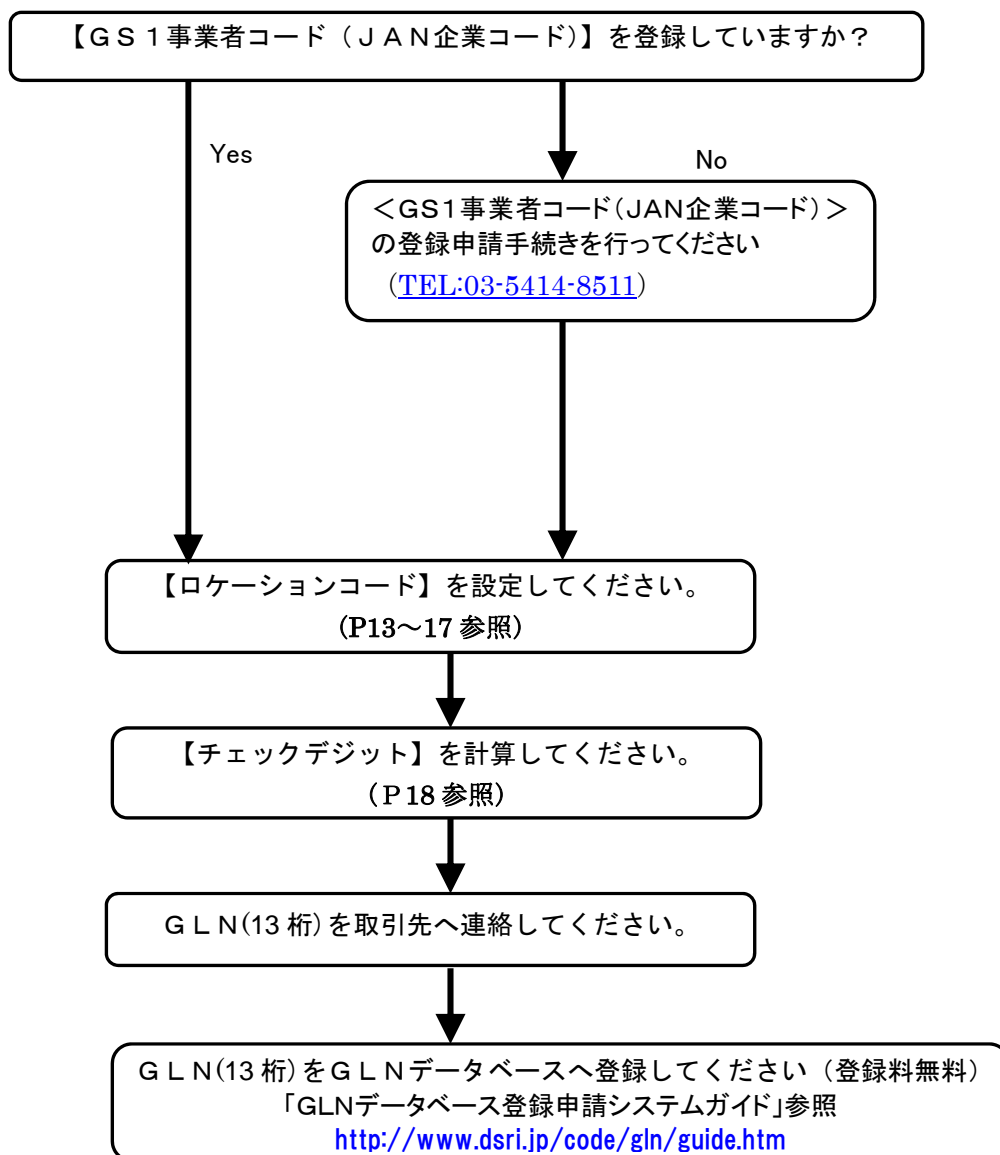 【ＧＳ１事業者コード（ＪＡＮ企業コード）】を登録していますか？
Yes
No
＜GS1事業者コード（JAN企業コード）＞
の登録申請手続きを行ってください
（TEL:03-5414-8511）
【ロケーションコード】を設定してください。
(P13～17 参照)
【チェックデジット】を計算してください。
（Ｐ18 参照）
ＧＬＮ(13 桁)を取引先へ連絡してください。
ＧＬＮ(13 桁)をＧＬＮデータベースへ登録してください（登録料無料）
「GLNデータベース登録申請システムガイド」参照
http://www.dsri.jp/code/gln/guide.htm